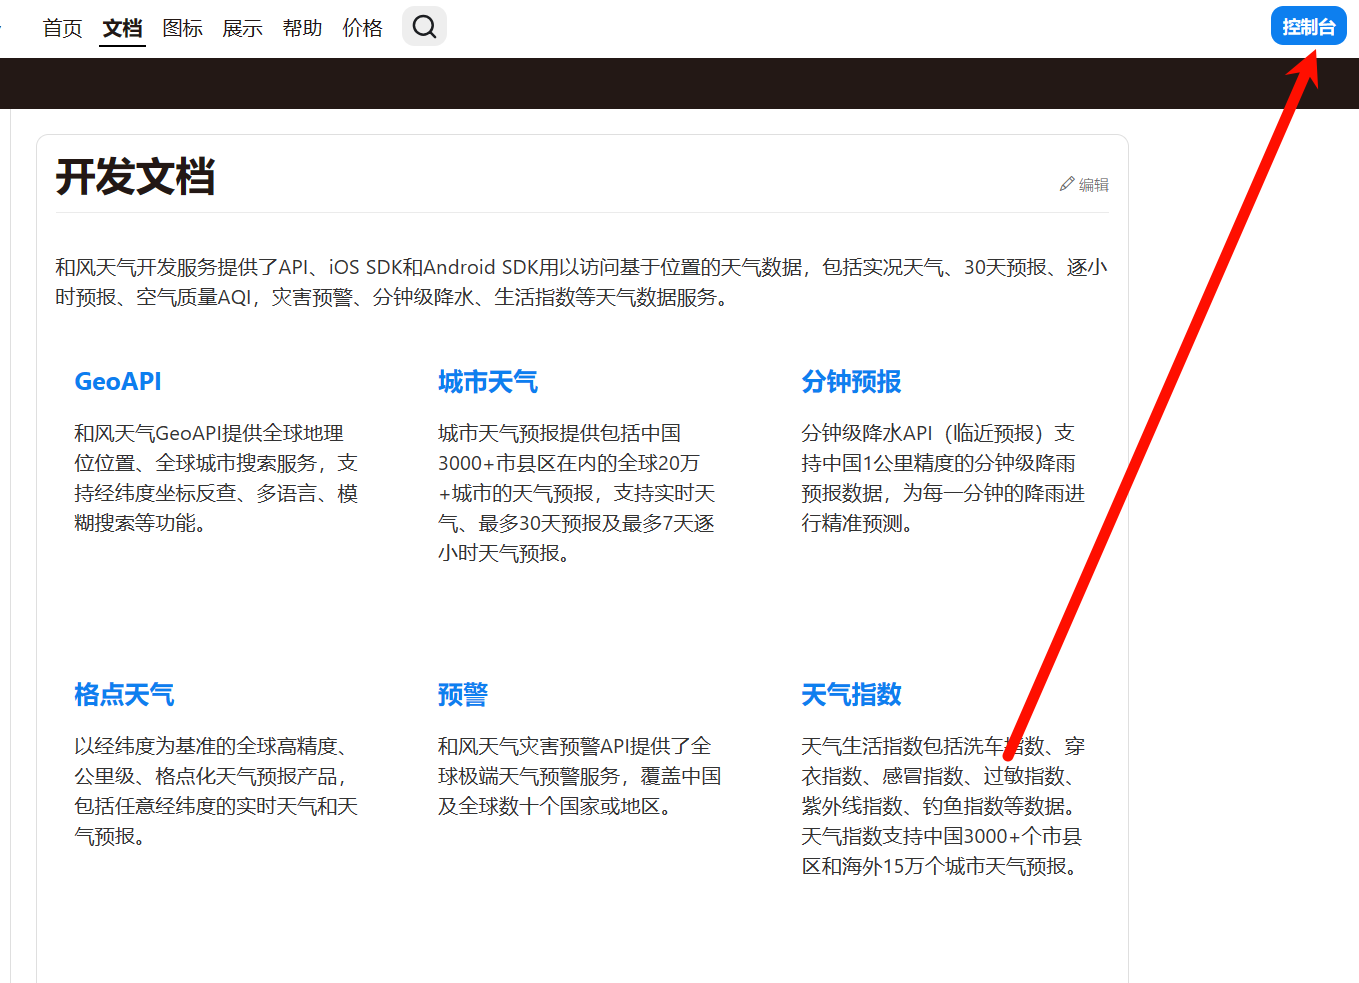 首页 文档 图标 展示 帮助 价格 控制台
开发文档
编辑
和风天气开发服务提供了API、iOS SDK和Android SDK用以访问基于位置的天气数据，包括实况天气、30天预报、逐小
时预报、空气质量AQI，灾害预警、分钟级降水、生活指数等天气数据服务。
GeoAPI
和风天气GeoAPI提供全球地理
位位置、全球城市搜索服务，支
持经纬度坐标反查、多语言、模
糊搜索等功能。
城市天气
城市天气预报提供包括中国
3000+市县区在内的全球20万
+城市的天气预报，支持实时天
气、最多30天预报及最多7天逐
小时天气预报。
分钟预报
分钟级降水API（临近预报）支
持中国1公里精度的分钟级降雨
预报数据，为每一分钟的降雨进
行精准预测。
格点天气
以经纬度为基准的全球高精度、
公里级、格点化天气预报产品，
包括任意经纬度的实时天气和天
气预报。
预警
和风天气灾害预警API提供了全
球极端天气预警服务，覆盖中国
及全球数十个国家或地区。
天气指数
天气生活指数包括洗车指数、穿
衣指数、感冒指数、过敏指数、
紫外线指数、钓鱼指数等数据。
天气指数支持中国3000+个市县
区和海外15万个城市天气预报。